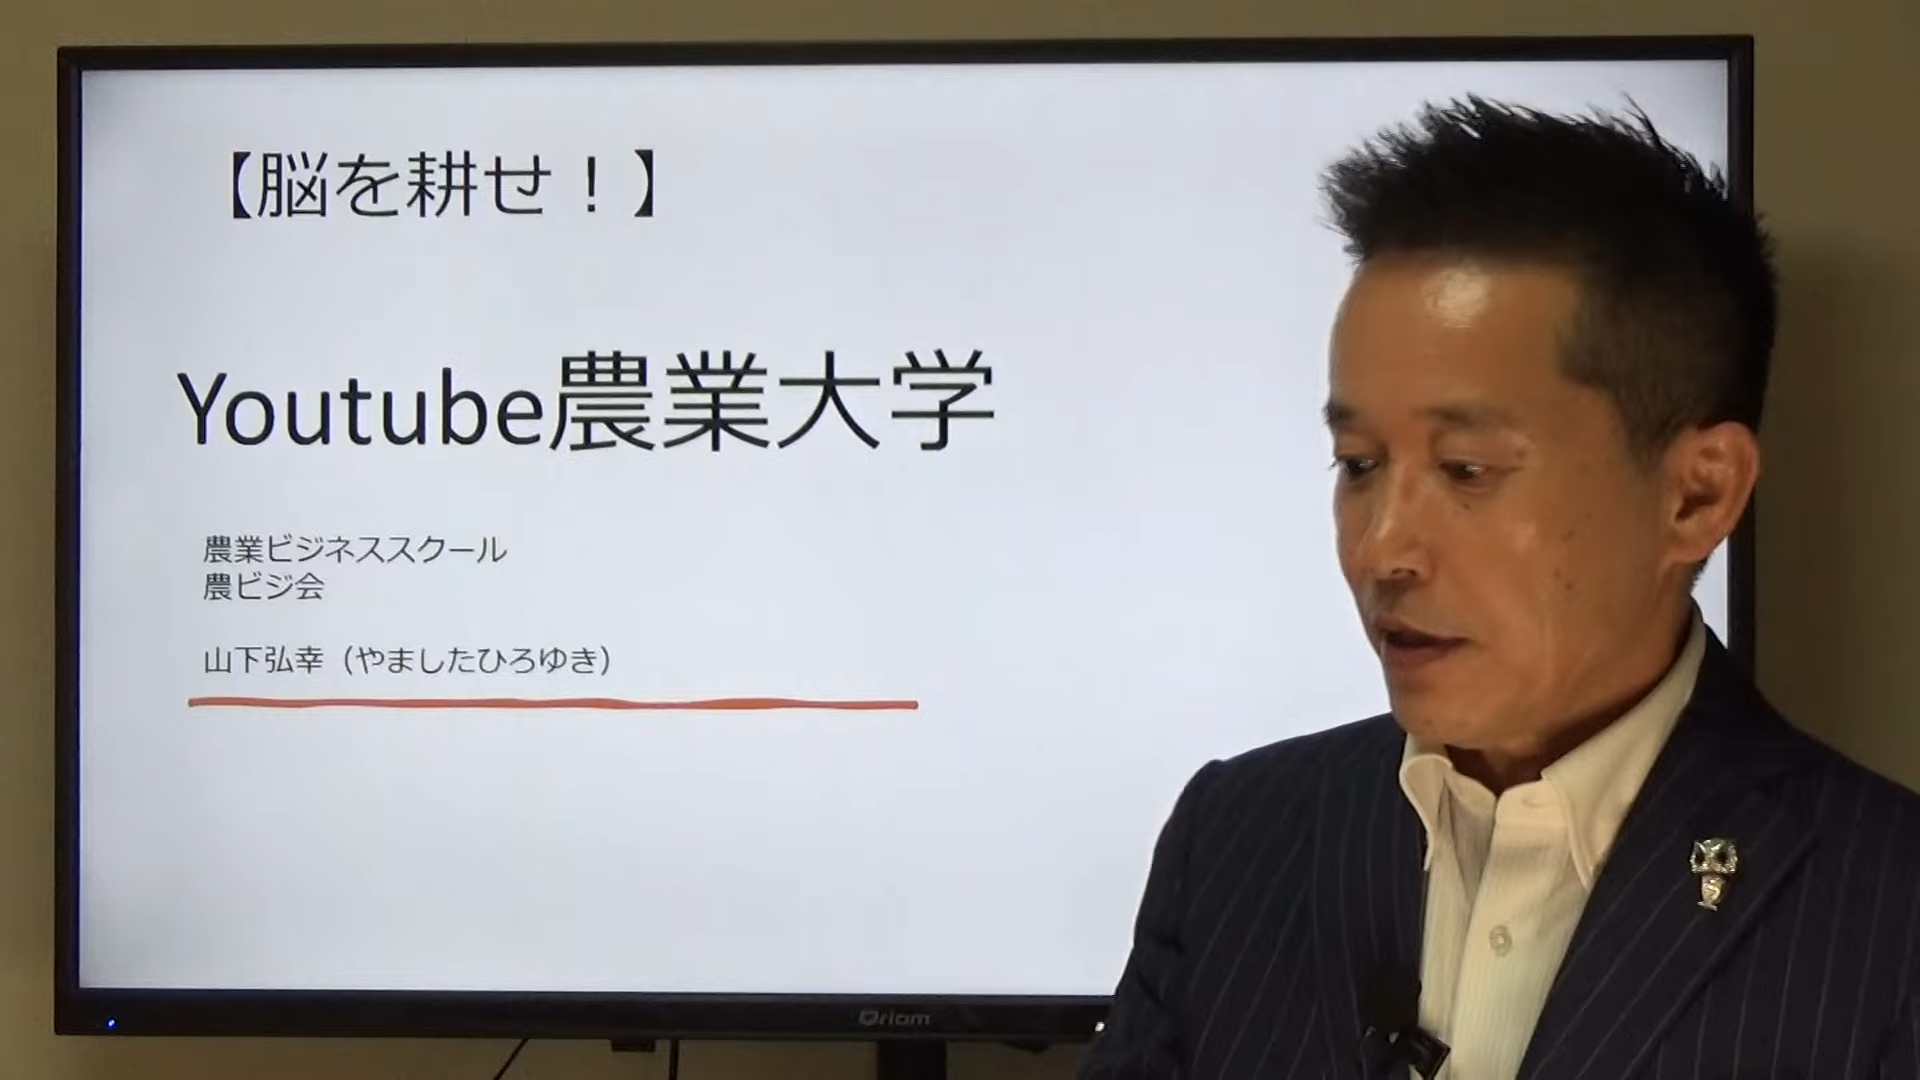 【脳を耕せ！】
Youtube農業大学
農業ビジネススクール
農ビジ会
山下弘幸（やましたひろゆき）
Qriom